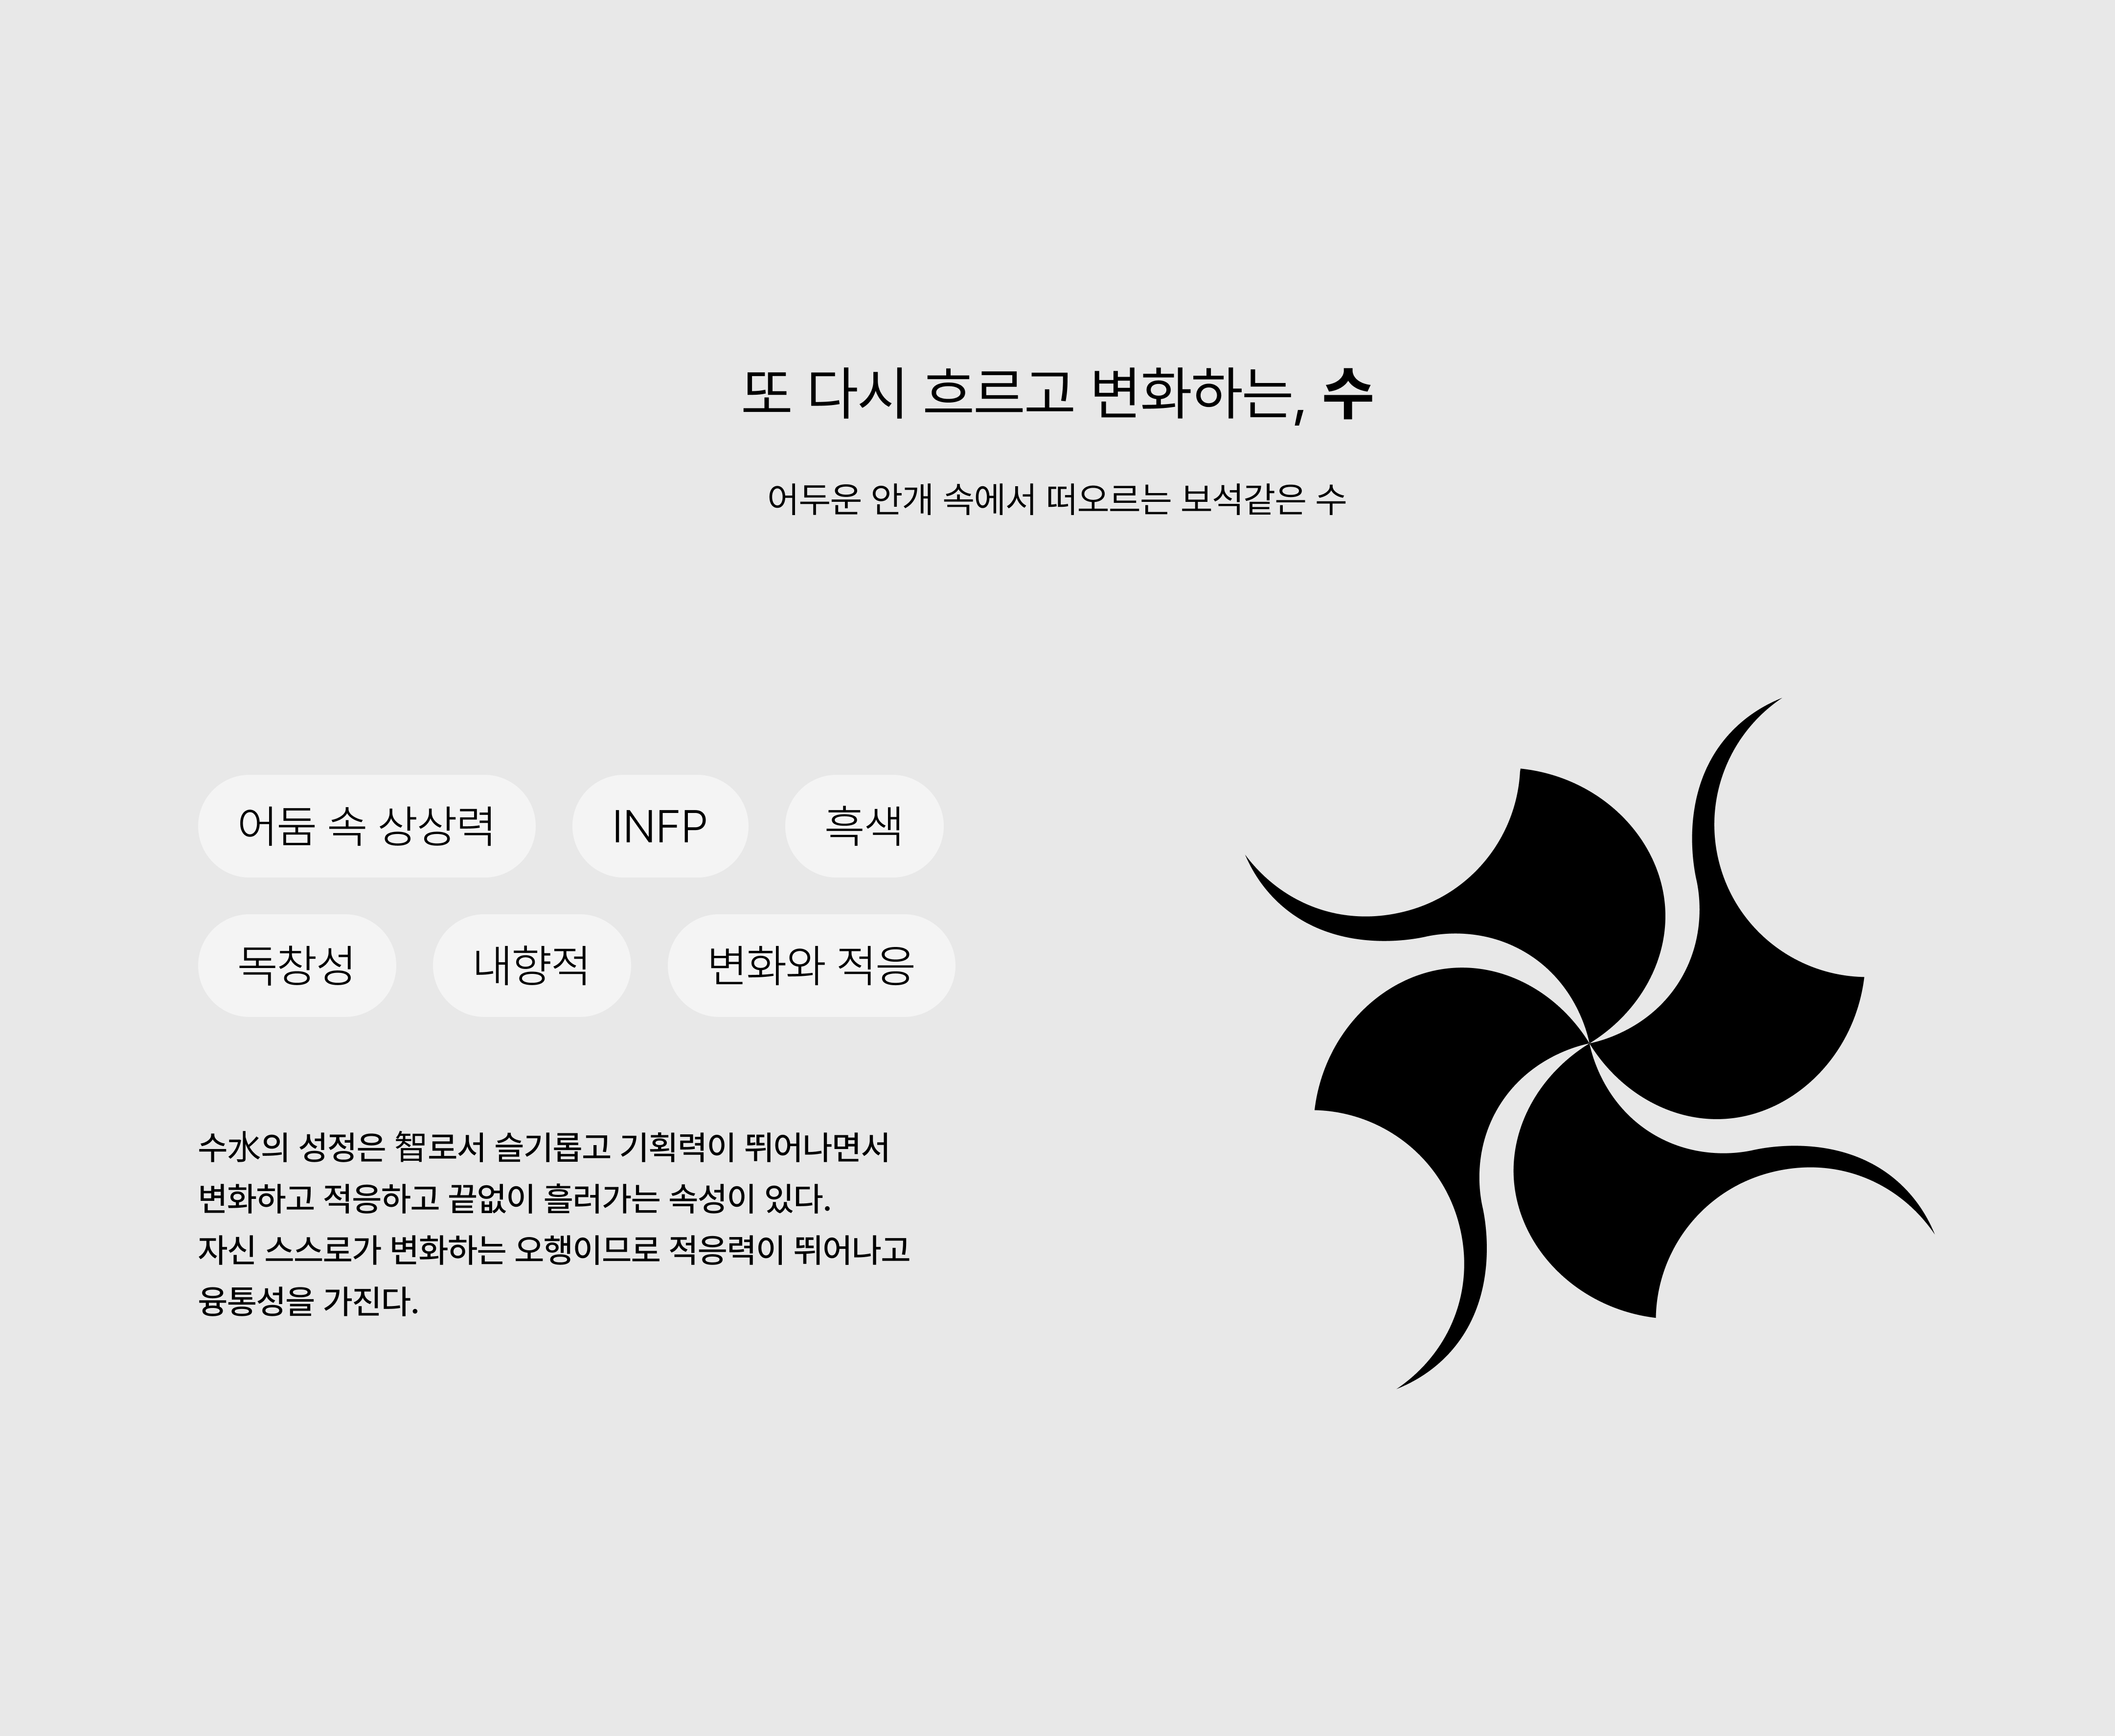 또 다시 흐르고 변화하는, 수
어두운 안개 속에서 떠오르는 보석같은 수
어둠 속 상상력 INFP 흑색
독창성 내향적 변화와 적응
수水의 성정은 智로써 슬기롭고 기획력이 뛰어나면서
변화하고 적응하고 끝없이 흘러가는 속성이 있다.
자신 스스로가 변화하는 오행이므로 적응력이 뛰어나고
융통성을 가진다.